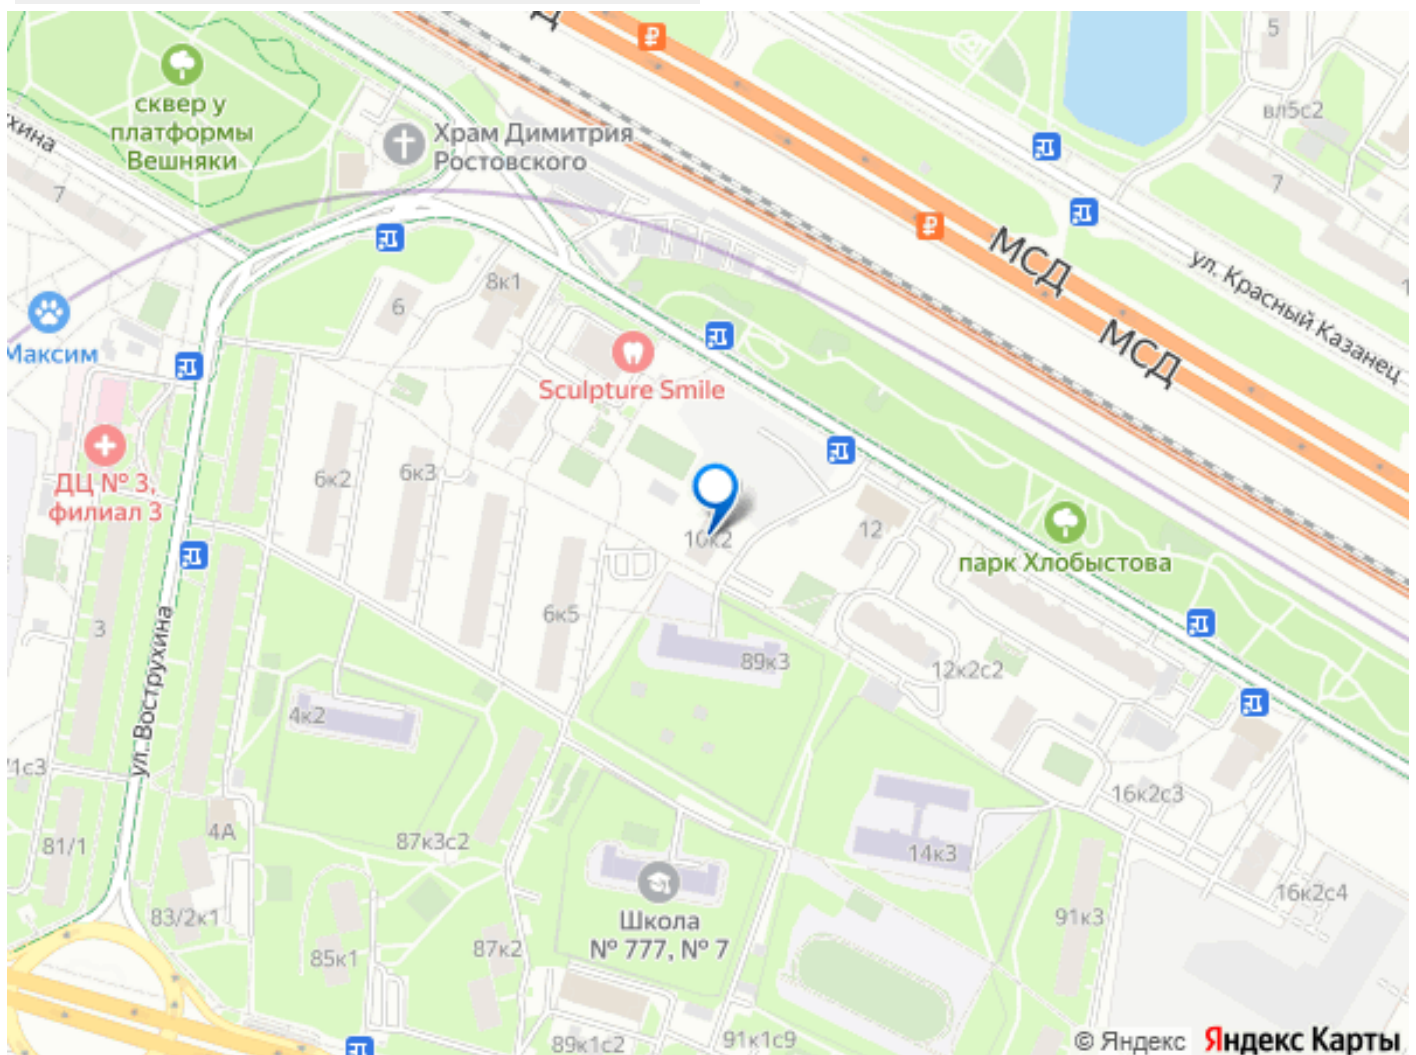 сквер у
платформы
Вешняки
Храм Димитрия
Ростовского
5
вл5с2
7
7
МСД
МСД
ул. Красный Казанец
8к1
6
Максим
Sculpture Smile
ДЦ № 3,
филиал 3
6к2
6к3
10к2
12
парк Хлобыстова
6к5
3
ул. Вострухина
89к3
12к2с2
4к2
16к2с3
4А
81/1
87к3с2
14к3
Школа
№ 777, № 7
83/2к1
85к1
87к2
91к3
16к2с4
89к1с2
91к1с9
© Яндекс
Яндекс Карты